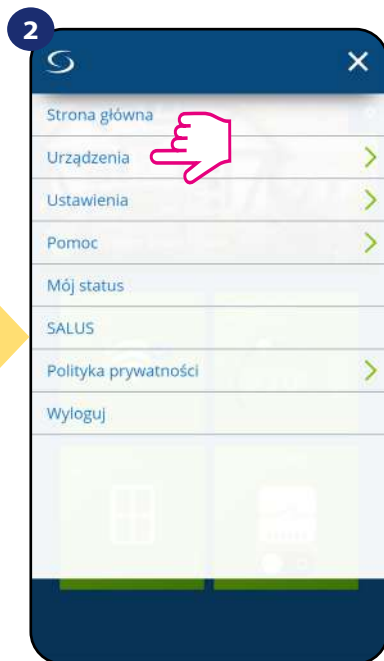 2
Strona główna
Urządzenia
Ustawienia
Pomoc
Mój status
SALUS
Polityka prywatności
Wyloguj